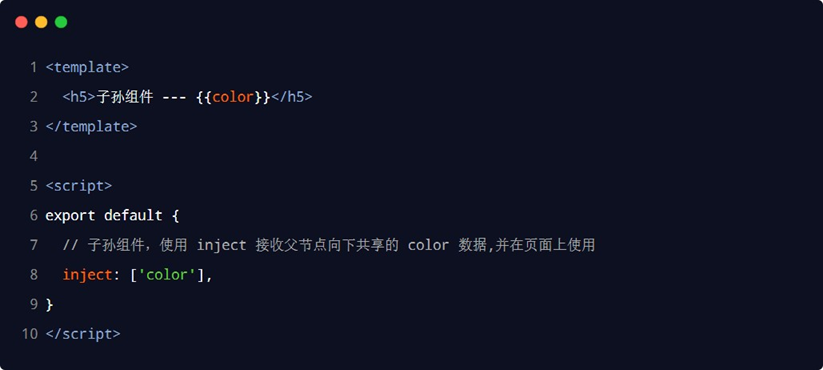 1 <template>
2   <h5>子孙组件 --- {{color}}</h5>
3 </template>
4
5 <script>
6 export default {
7   // 子孙组件，使用 inject 接收父节点向下共享的 color 数据,并在页面上使用
8   inject: ['color'],
9 }
10 </script>